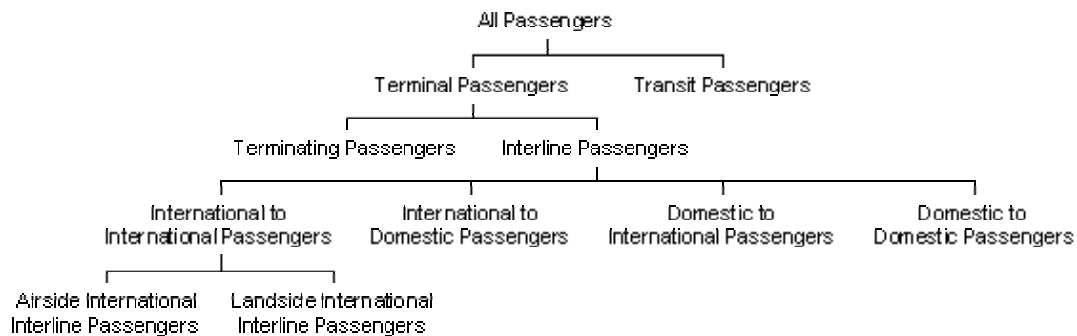 All Passengers
Terminal Passengers
Transit Passengers
Terminating Passengers
Interline Passengers
International to
International Passengers
International to
Domestic Passengers
Domestic to
International Passengers
Domestic to
Domestic Passengers
Airside International
Interline Passengers
Landside International
Interline Passengers